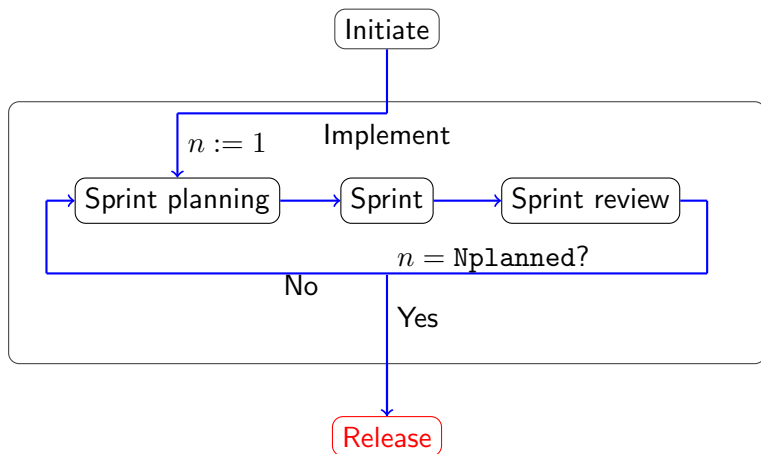 Initiate
Implement
n := 1
Sprint planning
Sprint
Sprint review
n = Nplanned?
No
Yes
Release